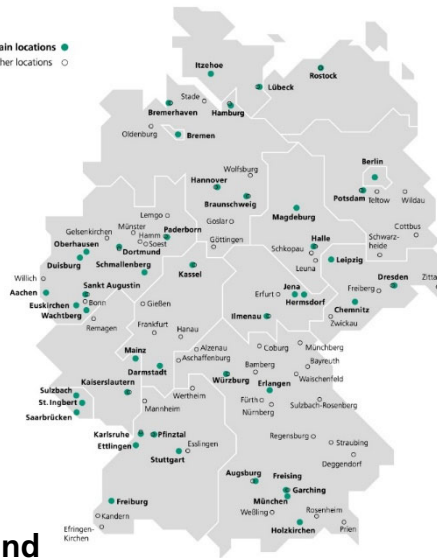 ain locations
her locations
Itzehoe
Rostock
Lübeck
Stade
Bremerhaven
Hamburg
Oldenburg
Bremen
Berlin
Wolfsburg
Hannover
Potsdam
Teltow
Wildau
Braunschweig
Magdeburg
Lemgo
Goslar
Cottbus
Münster
Paderborn
Gelsenkirchen
Hamm
Soest
Göttingen
Halle
Schwarz-
heide
Oberhausen
Dortmund
Schkopau
Leipzig
Duisburg
Schmallenberg
Kassel
Leuna
Dresden
Willich
Sankt Augustin
Jena
Freiberg
Zitta
Aachen
Erfurt
Hermsdorf
Euskirchen
Bonn
Gießen
Chemnitz
Wachtberg
Ilmenau
Zwickau
Remagen
Frankfurt
Hanau
Coburg
Münchberg
Mainz
Alzenau
Bamberg
Bayreuth
Aschaffenburg
Darmstadt
Würzburg
Waischenfeld
Sulzbach
Kaiserslautern
Wertheim
Erlangen
St. Ingbert
Mannheim
Fürth
Sulzbach-Rosenberg
Saarbrücken
Nürnberg
Karlsruhe
Pfinztal
Regensburg
Straubing
Ettlingen
Esslingen
Stuttgart
Deggendorf
Augsburg
Freising
Garching
München
Freiburg
Weßling
Rosenheim
Kandern
Holzkirchen
Prien
Efringen-
Kirchen
nd